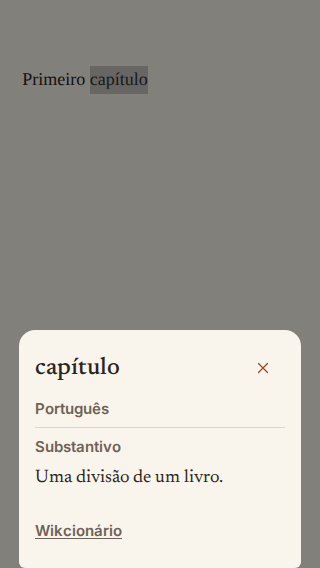 Primeiro capítulo
capítulo
Português
Substantivo
Uma divisão de um livro.
Wikcionário